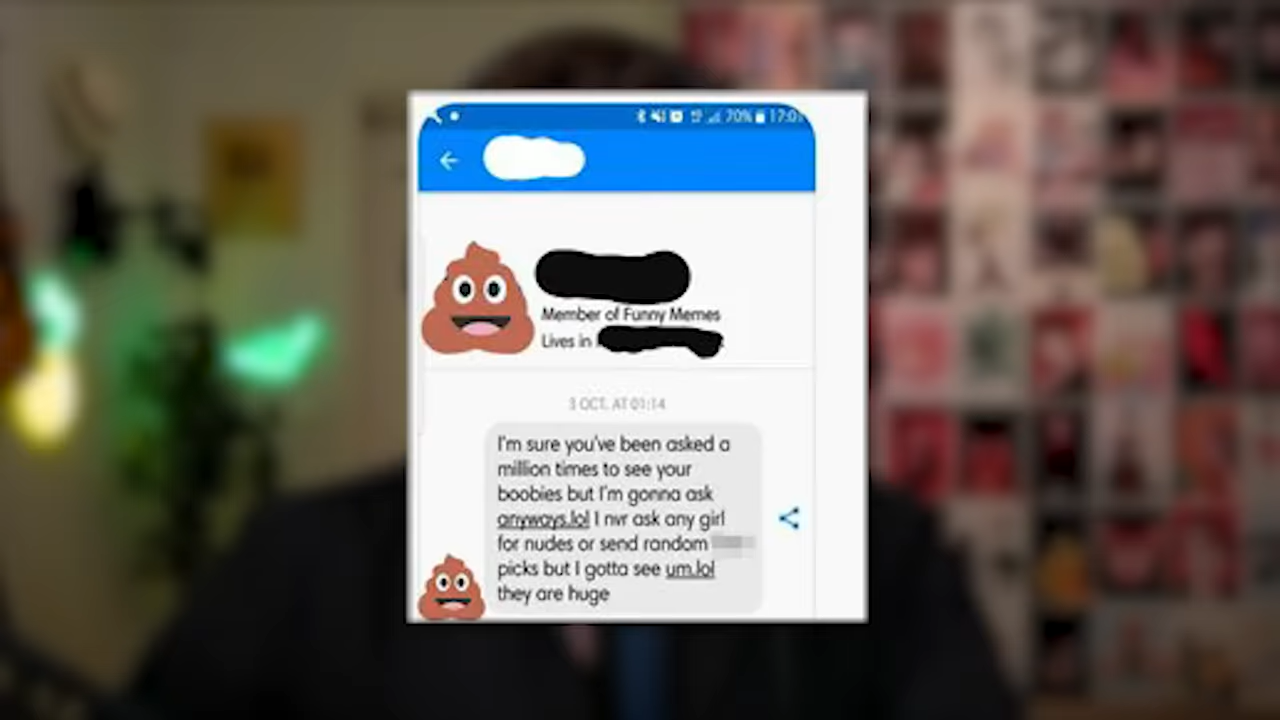 70% 17:01
Member of Funny Memes
Lives in
3 OCT. AT 01:14
I'm sure you've been asked a
million times to see your
boobies but I'm gonna ask
anyways.lol I nvr ask any girl
for nudes or send random
picks but I gotta see um.lol
they are huge